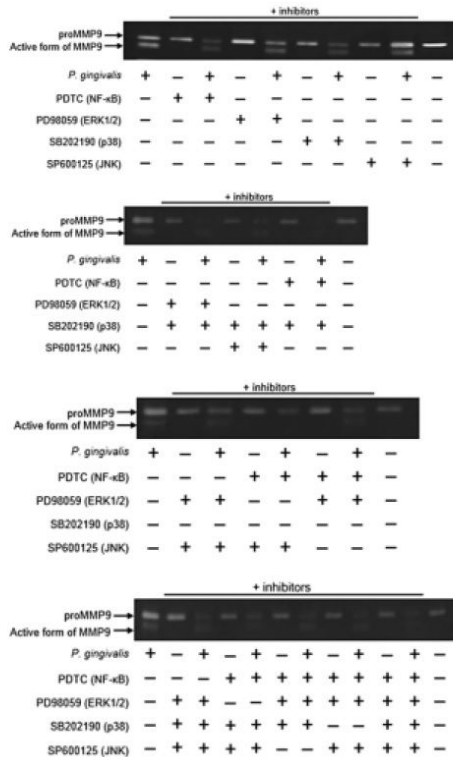 + inhibitors
proMMP9
Active form of MMP9
P. gingivalis + − + − + − + − + −
PDTC (NF-κB) − + + − − − − − − −
PD98059 (ERK1/2) − − − + + − − − − −
SB202190 (p38) − − − − − + + − − −
SP600125 (JNK) − − − − − − − + + −
+ inhibitors
proMMP9
Active form of MMP9
P. gingivalis + − + − + − + −
PDTC (NF-κB) − − − − − + + −
PD98059 (ERK1/2) − + + − − − − −
SB202190 (p38) − + + + + + + −
SP600125 (JNK) − − − + + − − −
+ inhibitors
proMMP9
Active form of MMP9
P. gingivalis + − + − + − + −
PDTC (NF-κB) − − − + + + + −
PD98059 (ERK1/2) − + + − − + + −
SB202190 (p38) − − − − − − − −
SP600125 (JNK) − + + + + − − −
+ inhibitors
proMMP9
Active form of MMP9
P. gingivalis + − + − + − + − + − + −
PDTC (NF-κB) − − − + + + + + + + + −
PD98059 (ERK1/2) − + + − − + + + + + + −
SB202190 (p38) − + + + + + + − − + + −
SP600125 (JNK) − + + + + − − + + + + −